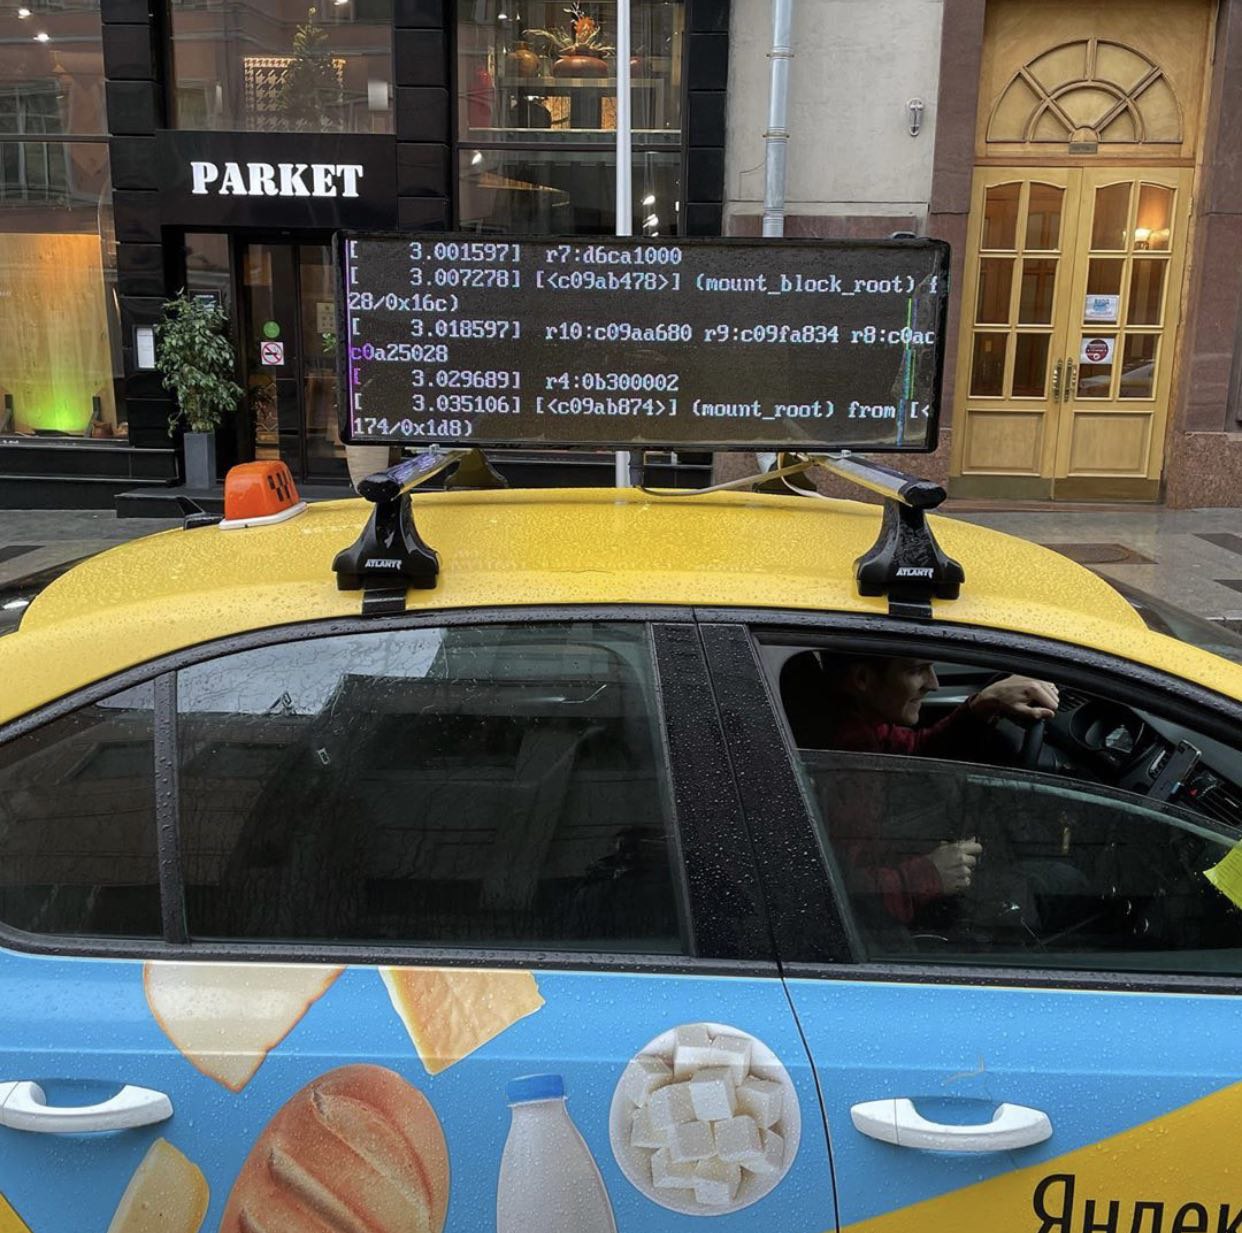 PARKET
[    3.001597]  r7:d6ca1000
[    3.007278] [<c09ab478>] (mount_block_root) f
28/0x16c)
[    3.018597]  r10:c09aa680 r9:c09fa834 r8:c0ac
c0a25028
[    3.029689]  r4:0b300002
[    3.035106] [<c09ab874>] (mount_root) from [<
174/0x1d8)
ATLANT
ATLANT
Яндек